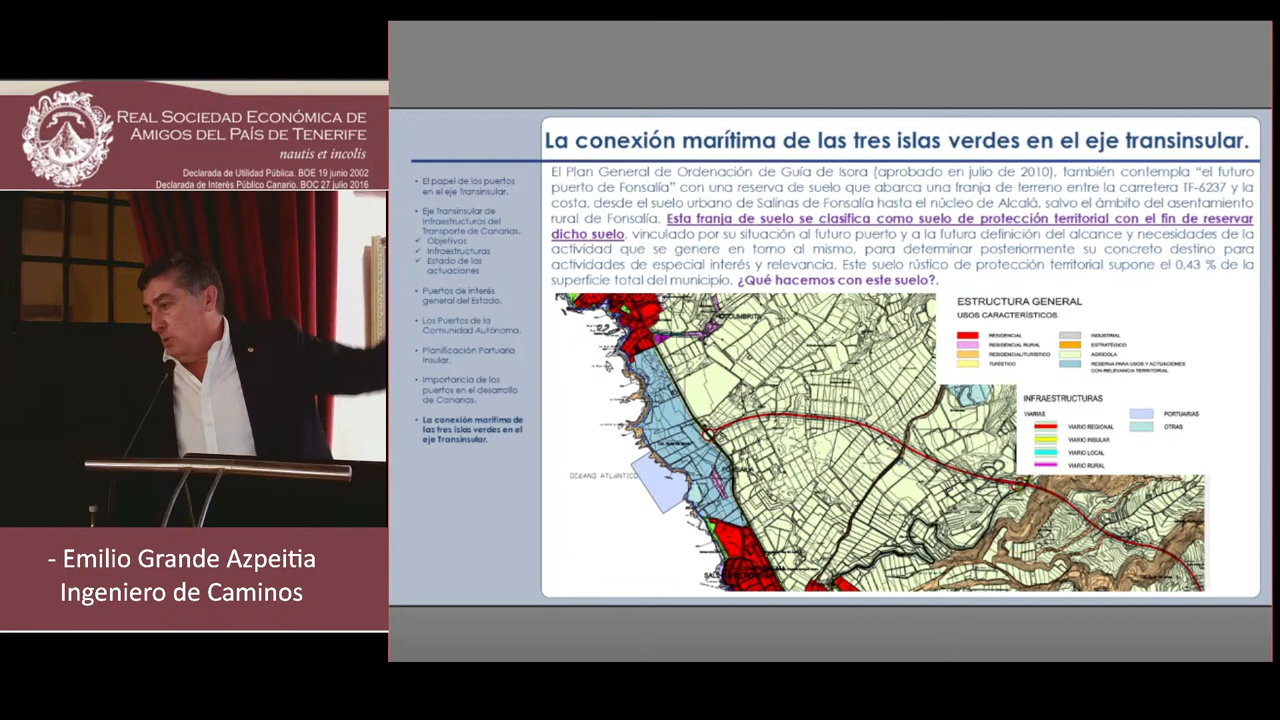 REAL SOCIEDAD ECONÓMICA DE
AMIGOS DEL PAÍS DE TENERIFE
nautis et incolis
Declarada de Utilidad Pública. BOE 19 junio 2002
Declarada de Interés Público Canario. BOC 27 julio 2016
- Emilio Grande Azpeitia
Ingeniero de Caminos
La conexión marítima de las tres islas verdes en el eje transinsular.
El papel de los puertos
en el eje Transinsular.
Eje Transinsular de
Infraestructuras del
Transporte de Canarias.
Objetivos
Infraestructuras
Estado de las
actuaciones
Puertos de interés
general del Estado.
Los Puertos de la
Comunidad Autónoma.
Planificación Portuaria
Insular.
Importancia de los
puertos en el desarrollo
de Canarias.
La conexión marítima de
las tres islas verdes en el
eje Transinsular.
El Plan General de Ordenación de Guía de Isora (aprobado en julio de 2010), también contempla "el futuro
puerto de Fonsalía" con una reserva de suelo que abarca una franja de terreno entre la carretera TF-6237 y la
costa, desde el suelo urbano de Salinas de Fonsalía hasta el núcleo de Alcalá, salvo el ámbito del asentamiento
rural de Fonsalía. Esta franja de suelo se clasifica como suelo de protección territorial con el fin de reservar
dicho suelo, vinculado por su situación al futuro puerto y a la futura definición del alcance y necesidades de la
actividad que se genere en torno al mismo, para determinar posteriormente su concreto destino para
actividades de especial interés y relevancia. Este suelo rústico de protección territorial supone el 0,43 % de la
superficie total del municipio. ¿Qué hacemos con este suelo?.
ESTRUCTURA GENERAL
USOS CARACTERÍSTICOS
RESIDENCIAL
RESIDENCIAL RURAL
RESIDENCIAL/TURÍSTICO
TURÍSTICO
INDUSTRIAL
ESTRATÉGICO
AGRICOLA
RESERVA PARA USOS Y ACTUACIONES
CON RELEVANCIA TERRITORIAL
INFRAESTRUCTURAS
VIARIAS
VIARIO REGIONAL
VIARIO INSULAR
VIARIO LOCAL
VIARIO RURAL
PORTUARIAS
OTRAS
OCEANO ATLANTICO